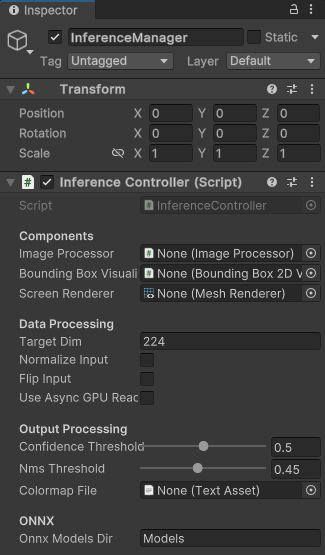 Inspector
InferenceManager Static
Tag Untagged Layer Default
Transform
Position X 0 Y 0 Z 0
Rotation X 0 Y 0 Z 0
Scale X 1 Y 1 Z 1
# Inference Controller (Script)
Script # InferenceController
Components
Image Processor # None (Image Processor)
Bounding Box Visuali # None (Bounding Box 2D V
Screen Renderer None (Mesh Renderer)
Data Processing
Target Dim 224
Normalize Input
Flip Input
Use Async GPU Reac
Output Processing
Confidence Threshold 0.5
Nms Threshold 0.45
Colormap File None (Text Asset)
ONNX
Onnx Models Dir Models